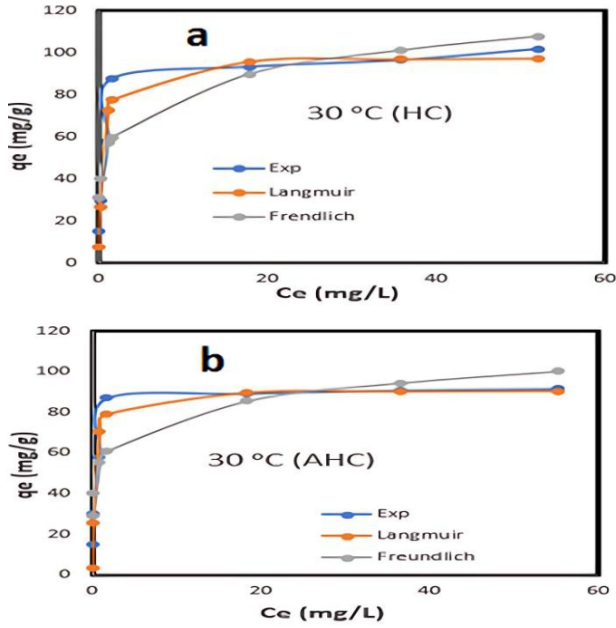 a
120
100
80
60
40
20
0
qe (mg/g)
30 °C (HC)
Exp
Langmuir
Frendlich
0 20 40 60
Ce (mg/L)
b
120
100
80
60
40
20
0
qe (mg/g)
30 °C (AHC)
Exp
Langmuir
Freundlich
0 20 40 60
Ce (mg/L)